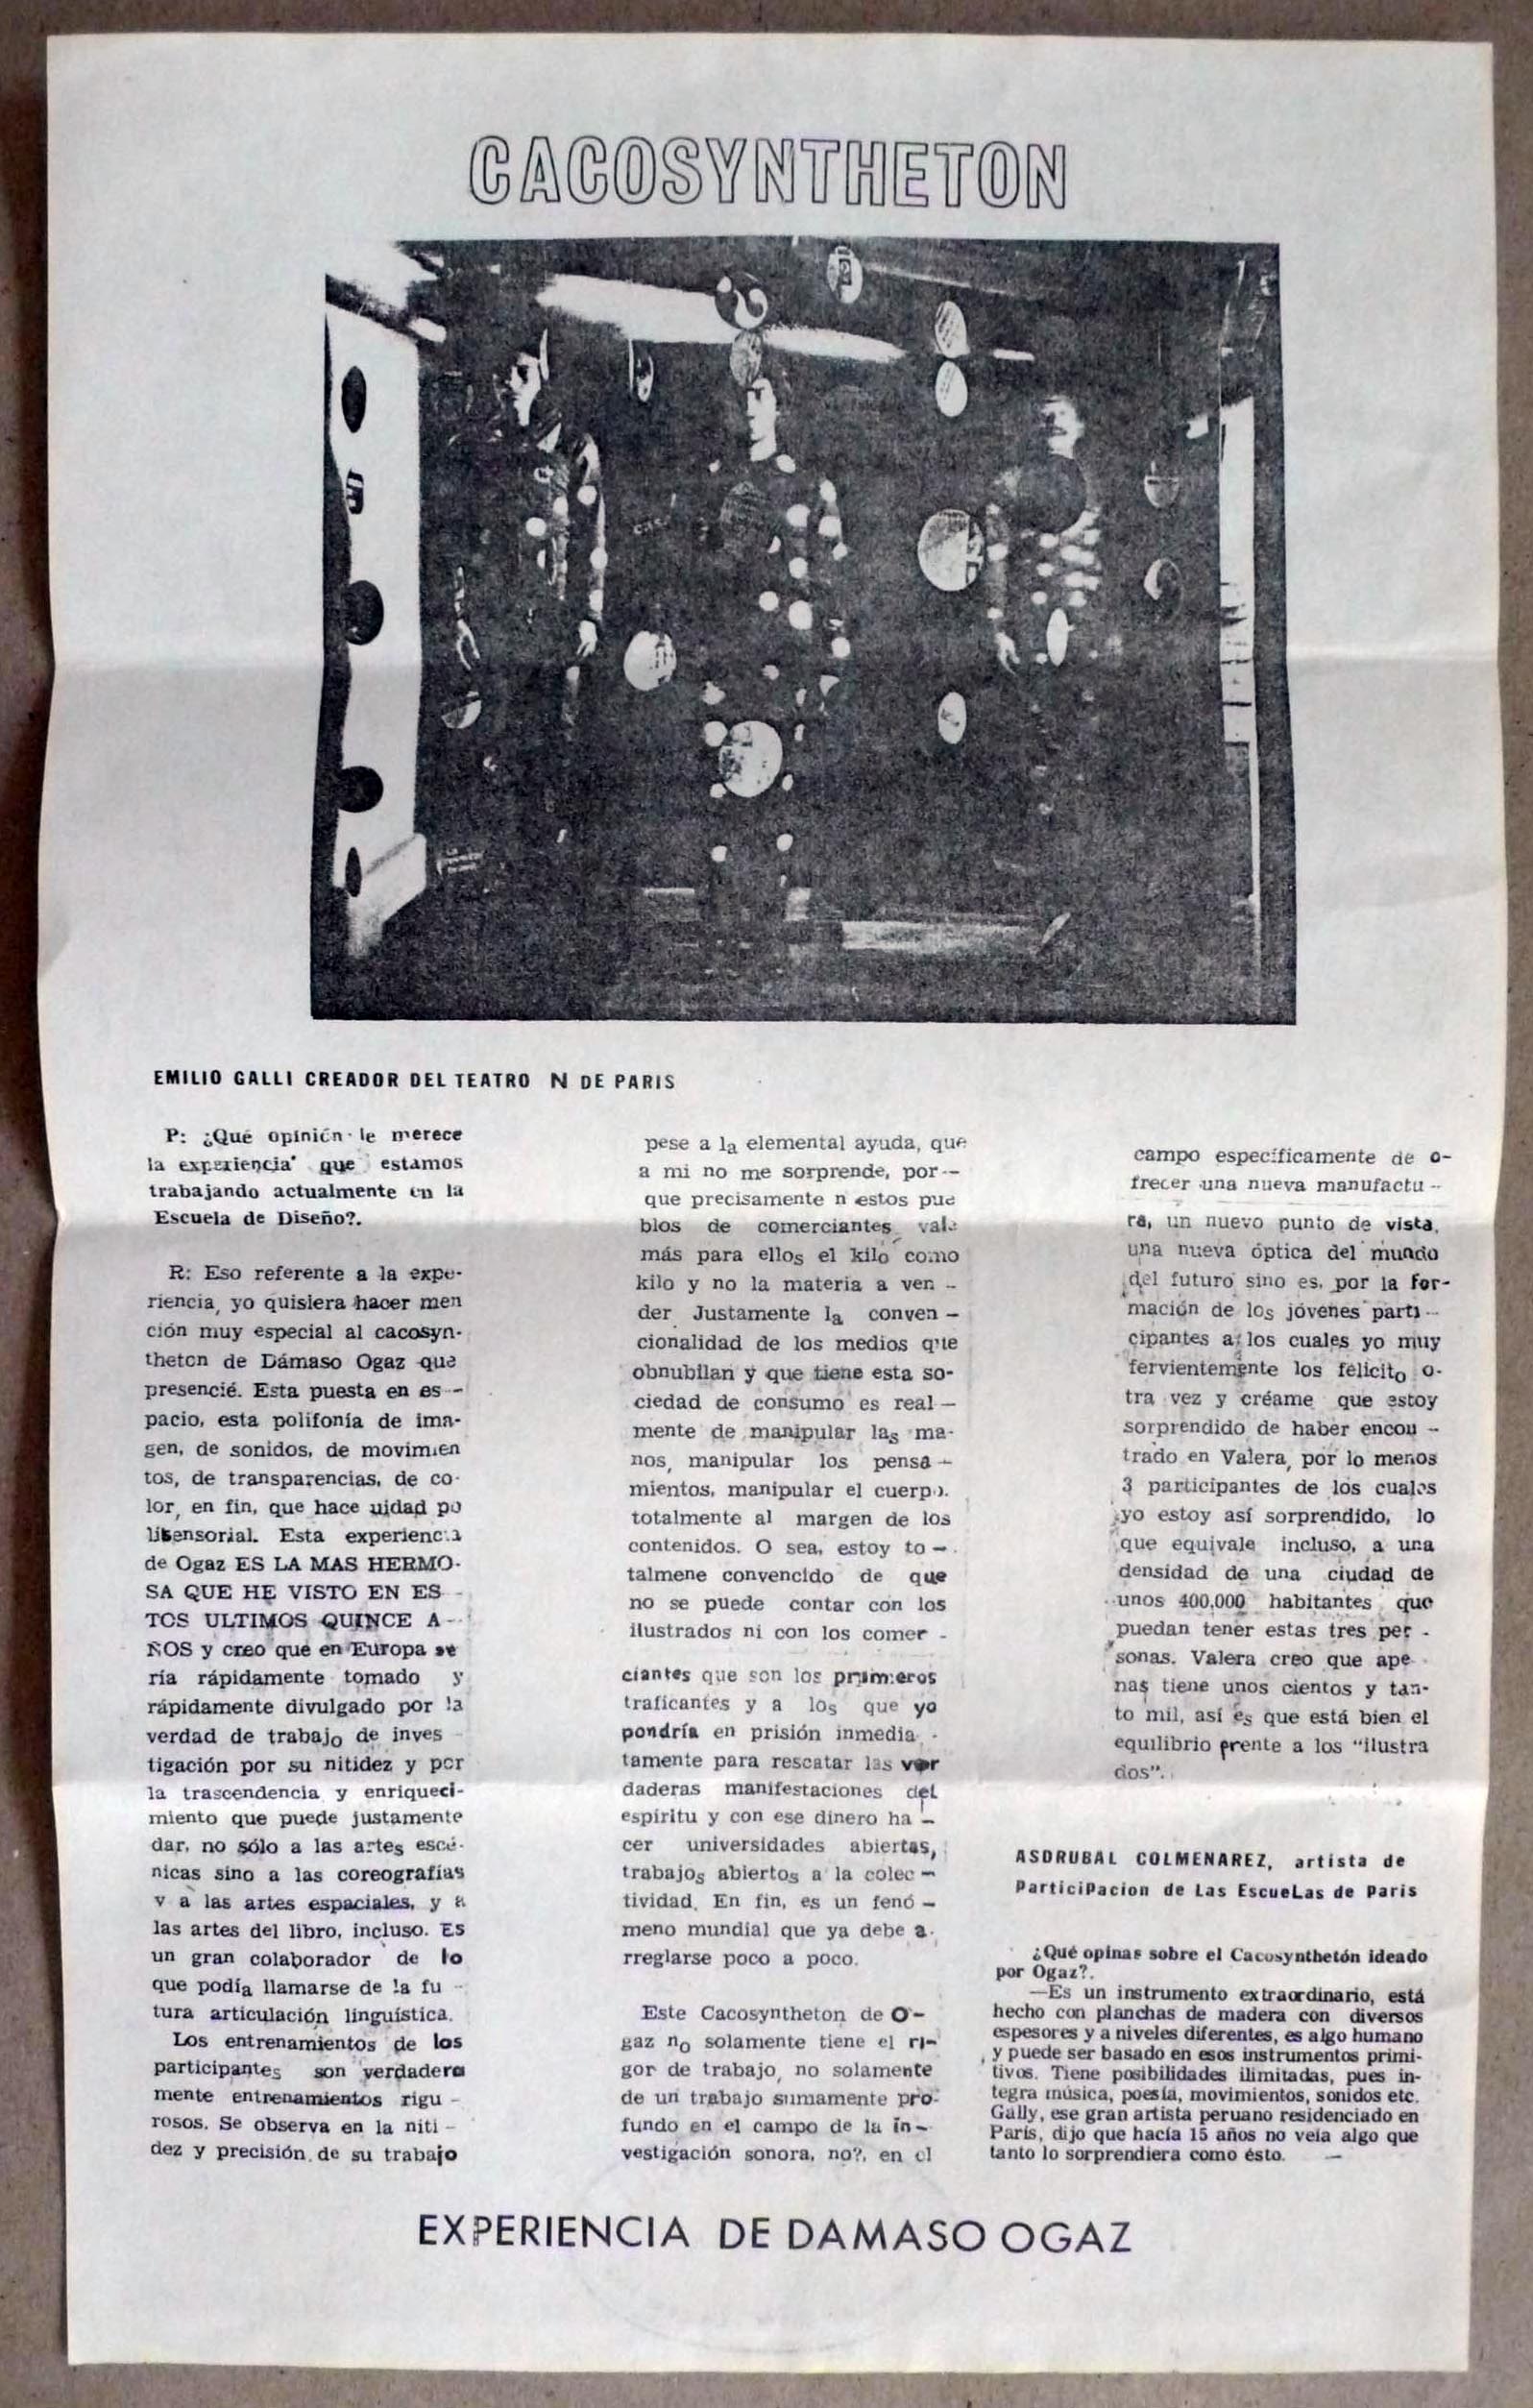 CACOSYNTHETON
EMILIO GALLI CREADOR DEL TEATRO N DE PARIS
P: ¿Qué opinión le merece
la experiencia que estamos
trabajando actualmente en la
Escuela de Diseño?.
R: Eso referente a la expe-
riencia, yo quisiera hacer men
ción muy especial al cacosyn-
theton de Dámaso Ogaz que
presencié. Esta puesta en es -
pacio, esta polifonía de ima-
gen, de sonidos, de movimien
tos, de transparencias, de co-
lor, en fin, que hace uidad po
lisensorial. Esta experiencia
de Ogaz ES LA MAS HERMO-
SA QUE HE VISTO EN ES -
TOS ULTIMOS QUINCE A-
ÑOS y creo que en Europa se
ría rápidamente tomado y
rápidamente divulgado por la
verdad de trabajo de inves -
tigación por su nitidez y por
la trascendencia y enriqueci-
miento que puede justamente
dar, no sólo a las artes escé-
nicas sino a las coreografías
y a las artes espaciales, y a
las artes del libro, incluso. Es
un gran colaborador de lo
que podía llamarse de la fu -
tura articulación linguística.
Los entrenamientos de los
participantes son verdadera
mente entrenamientos rigu -
rosos. Se observa en la niti -
dez y precisión de su trabajo
pese a la elemental ayuda, que
a mi no me sorprende, por -
que precisamente n estos pue
blos de comerciantes vale
más para ellos el kilo como
kilo y no la materia a ven -
der Justamente la conven -
cionalidad de los medios que
obnubilan y que tiene esta so-
ciedad de consumo es real -
mente de manipular las ma-
nos, manipular los pensa -
mientos, manipular el cuerpo.
totalmente al margen de los
contenidos. O sea, estoy to -
talmene convencido de que
no se puede contar con los
ilustrados ni con los comer -
ciantes que son los primeros
traficantes y a los que yo
pondría en prisión inmedia -
tamente para rescatar las ver
daderas manifestaciones del
espíritu y con ese dinero ha -
cer universidades abiertas,
trabajos abiertos a la colec -
tividad. En fin, es un fenó -
meno mundial que ya debe a
rreglarse poco a poco.
Este Cacosyntheton de O-
gaz no solamente tiene el ri-
gor de trabajo, no solamente
de un trabajo sumamente pro-
fundo en el campo de la in-
vestigación sonora, no?, en el
campo específicamente de o-
frecer una nueva manufactu -
ra, un nuevo punto de vista,
una nueva óptica del mundo
del futuro sino es, por la for-
mación de los jóvenes parti -
cipantes a los cuales yo muy
fervientemente los felicito o-
tra vez y créame que estoy
sorprendido de haber encon -
trado en Valera, por lo menos
3 participantes de los cuales
yo estoy así sorprendido, lo
que equivale incluso, a una
densidad de una ciudad de
unos 400,000 habitantes que
puedan tener estas tres per -
sonas. Valera creo que ape
nas tiene unos cientos y tan-
to mil, así es que está bien el
equilibrio frente a los "ilustra
dos".
ASDRUBAL COLMENAREZ, artista de
ParticiPacion de Las EscueLas de Paris
¿Qué opinas sobre el Cacosynthetón ideado
por Ogaz?.
—Es un instrumento extraordinario, está
hecho con planchas de madera con diversos
espesores y a niveles diferentes, es algo humano
y puede ser basado en esos instrumentos primi-
tivos. Tiene posibilidades ilimitadas, pues in-
tegra música, poesía, movimientos, sonidos etc.
Gally, ese gran artista peruano residenciado en
París, dijo que hacía 15 años no veía algo que
tanto lo sorprendiera como ésto. —
EXPERIENCIA DE DAMASO OGAZ